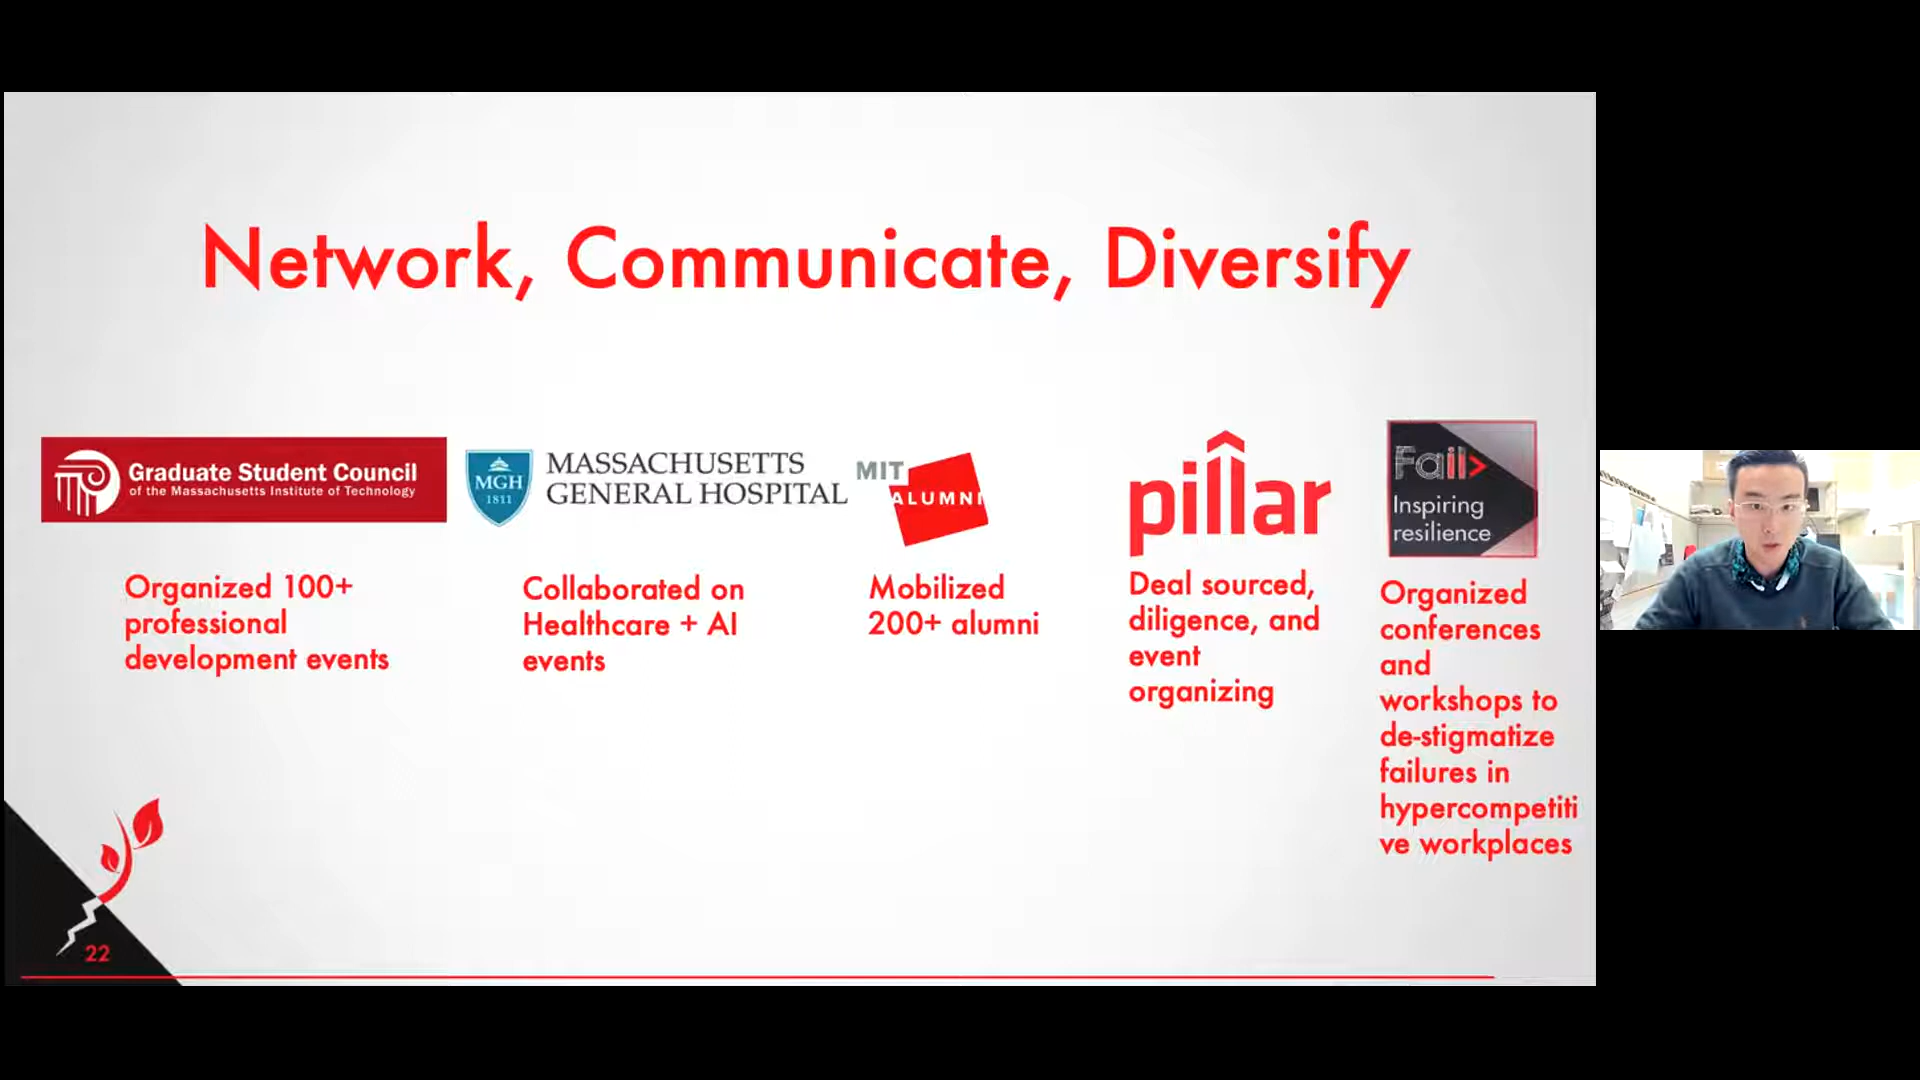 Network, Communicate, Diversify
Graduate Student Council
of the Massachusetts Institute of Technology
MGH
1811
MASSACHUSETTS
GENERAL HOSPITAL
MIT
ALUMNI
pillar
Fail>
Inspiring
resilience
Organized 100+
professional
development events
Collaborated on
Healthcare + AI
events
Mobilized
200+ alumni
Deal sourced,
diligence, and
event
organizing
Organized
conferences
and
workshops to
de-stigmatize
failures in
hypercompetiti
ve workplaces
22